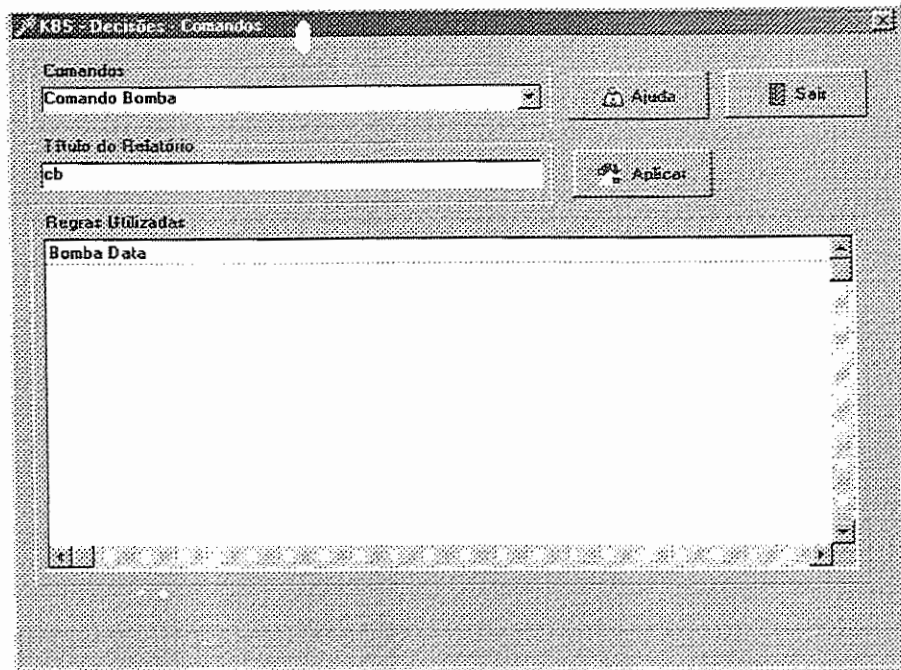 KBS - Decisões - Comandos
Comandos
Comando Bomba
Ajuda
Sair
Título do Relatório
cb
Aplicar
Regras Utilizadas
Bomba Data